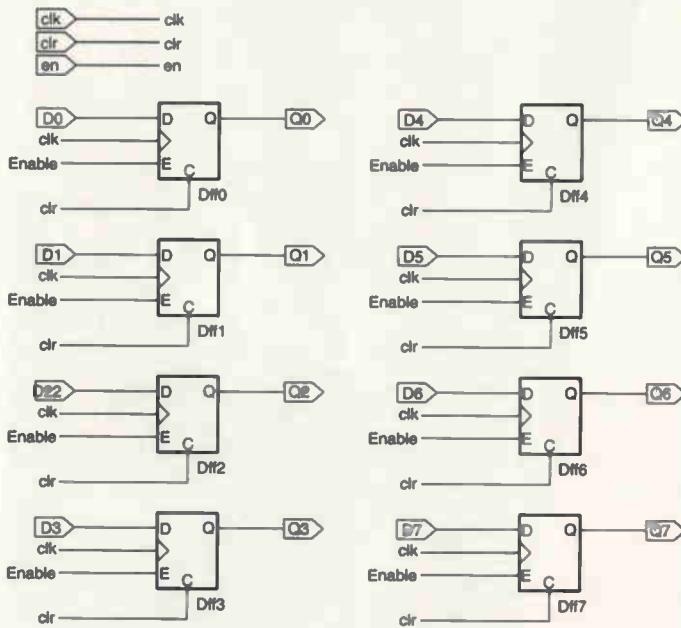 clk clk
clr clr
en en
D0 D Q Q0
clk
Enable E C
clr Dff0
D4 D Q Q4
clk
Enable E C
clr Dff4
D1 D Q Q1
clk
Enable E C
clr Dff1
D5 D Q Q5
clk
Enable E C
clr Dff5
D22 D Q Q2
clk
Enable E C
clr Dff2
D6 D Q Q6
clk
Enable E C
clr Dff6
D3 D Q Q3
clk
Enable E C
clr Dff3
D7 D Q Q7
clk
Enable E C
clr Dff7